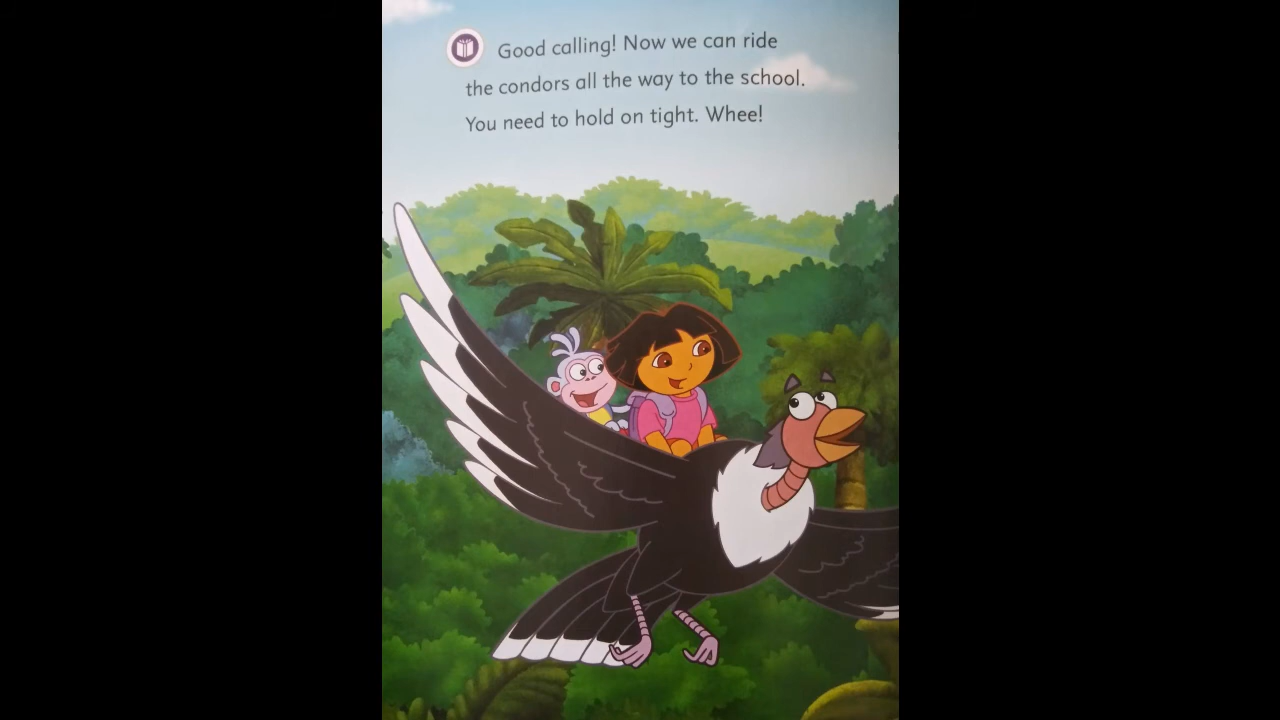 Good calling! Now we can ride
the condors all the way to the school.
You need to hold on tight. Whee!